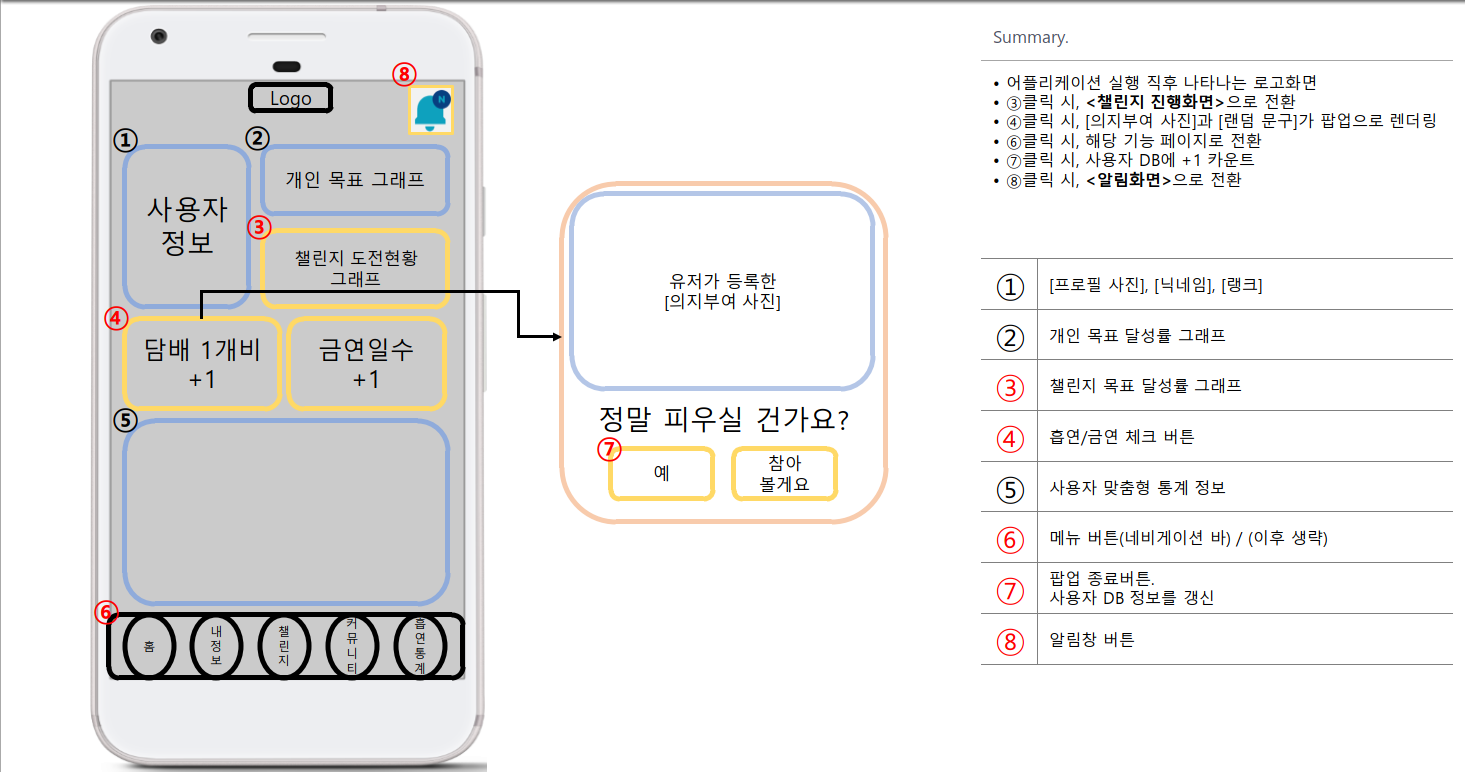 ⑧
N
Logo
①
②
사용자
정보
개인 목표 그래프
③
챌린지 도전현황
그래프
④
담배 1개비
+1
금연일수
+1
⑤
⑥
홈
내
정
보
챌
린
지
커
뮤
니
티
흡
연
통
계
유저가 등록한
[의지부여 사진]
정말 피우실 건가요?
⑦
예
참아
볼게요
Summary.
• 어플리케이션 실행 직후 나타나는 로고화면
• ③클릭 시, <챌린지 진행화면>으로 전환
• ④클릭 시, [의지부여 사진]과 [랜덤 문구]가 팝업으로 렌더링
• ⑥클릭 시, 해당 기능 페이지로 전환
• ⑦클릭 시, 사용자 DB에 +1 카운트
• ⑧클릭 시, <알림화면>으로 전환
① [프로필 사진], [닉네임], [랭크]
② 개인 목표 달성률 그래프
③ 챌린지 목표 달성률 그래프
④ 흡연/금연 체크 버튼
⑤ 사용자 맞춤형 통계 정보
⑥ 메뉴 버튼(네비게이션 바) / (이후 생략)
⑦ 팝업 종료버튼.
사용자 DB 정보를 갱신
⑧ 알림창 버튼